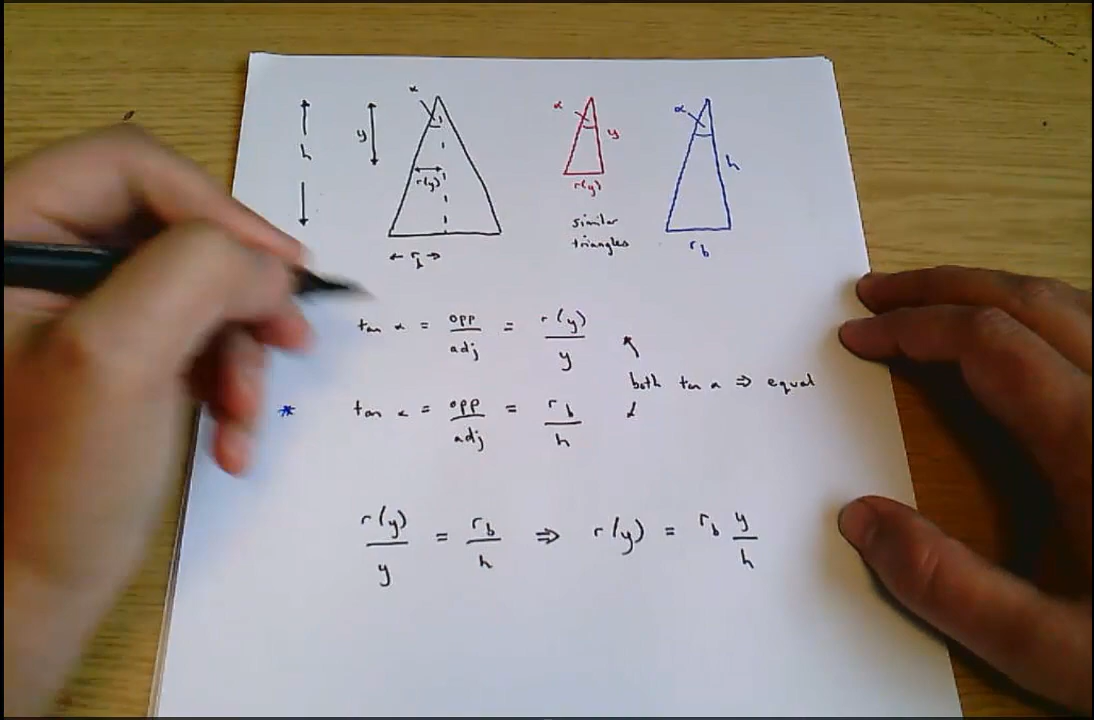 α
α
α
y
y
h
h
r(y)
r(y)
similar
triangles
r_b
← r_b →
tan α = opp/adj = r(y)/y
both tan α ⇒ equal
* tan α = opp/adj = r_b/h
r(y)/y = r_b/h ⇒ r(y) = r_b y/h